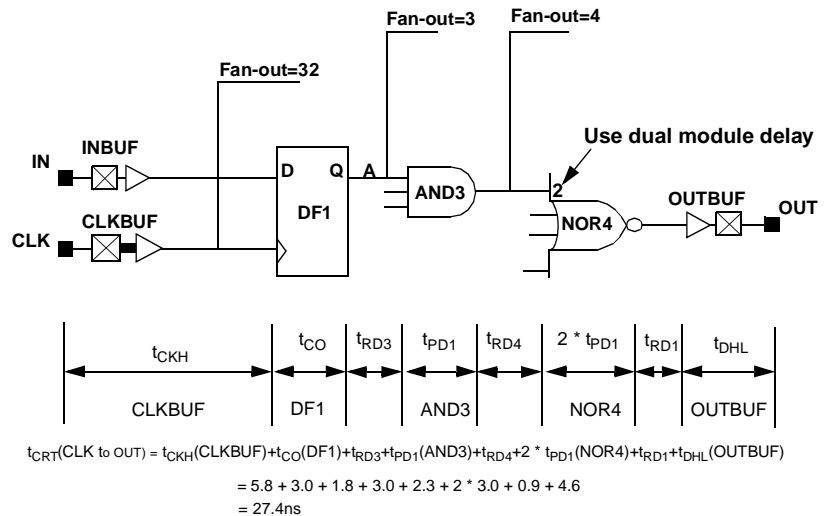 Fan-out=3
Fan-out=4
Fan-out=32
Use dual module delay
IN
INBUF
D
Q
A
AND3
2
DF1
NOR4
OUTBUF
OUT
CLK
CLKBUF
tCKH
tCO
tRD3
tPD1
tRD4
2 * tPD1
tRD1
tDHL
CLKBUF
DF1
AND3
NOR4
OUTBUF
tCRT(CLK to OUT) = tCKH(CLKBUF)+tCO(DF1)+tRD3+tPD1(AND3)+tRD4+2 * tPD1(NOR4)+tRD1+tDHL(OUTBUF)
= 5.8 + 3.0 + 1.8 + 3.0 + 2.3 + 2 * 3.0 + 0.9 + 4.6
= 27.4ns